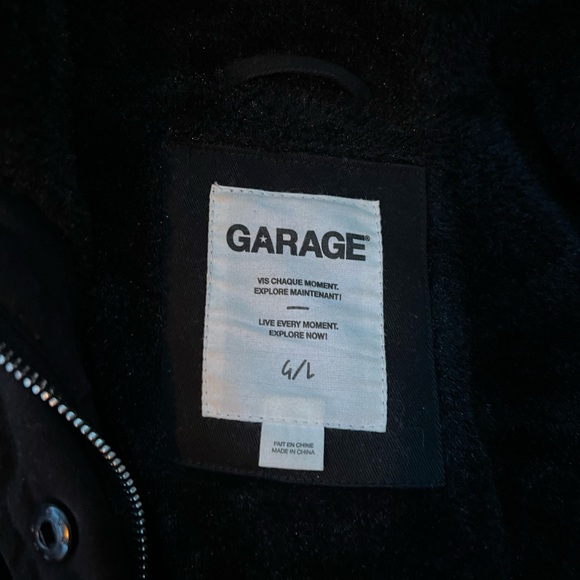 GARAGE®
VIS CHAQUE MOMENT.
EXPLORE MAINTENANT!
LIVE EVERY MOMENT.
EXPLORE NOW!
G/L
FAIT EN CHINE
MADE IN CHINA